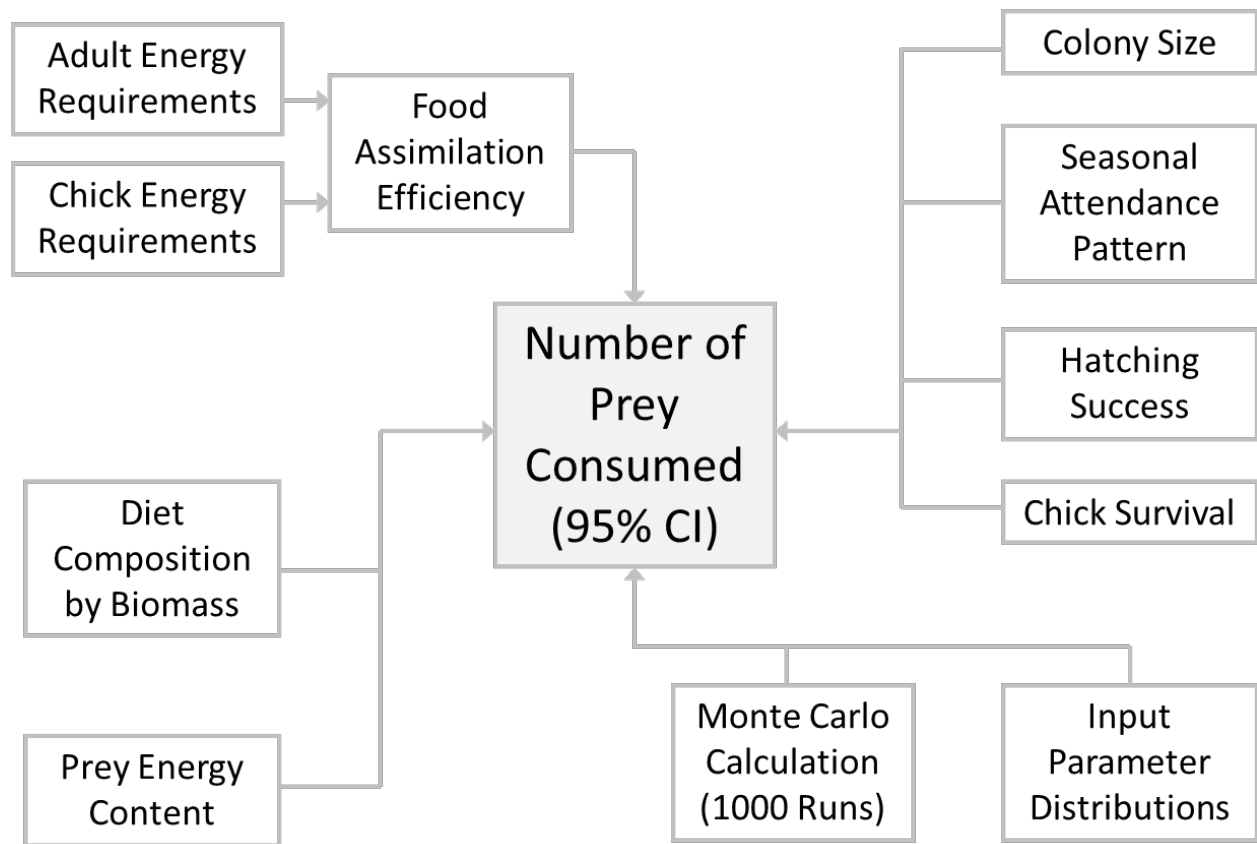 Adult Energy
Requirements
Chick Energy
Requirements
Food
Assimilation
Efficiency
Colony Size
Seasonal
Attendance
Pattern
Hatching
Success
Chick Survival
Number of
Prey
Consumed
(95% CI)
Diet
Composition
by Biomass
Prey Energy
Content
Monte Carlo
Calculation
(1000 Runs)
Input
Parameter
Distributions